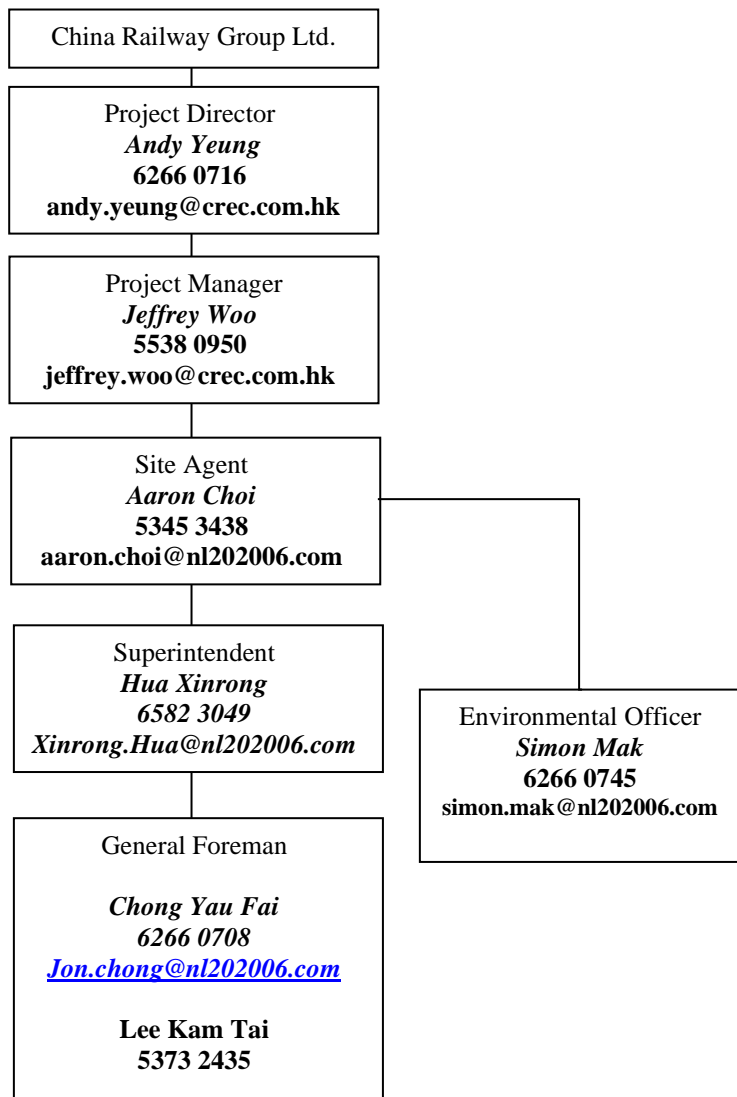 China Railway Group Ltd.
Project Director
Andy Yeung
6266 0716
andy.yeung@crec.com.hk
Project Manager
Jeffrey Woo
5538 0950
jeffrey.woo@crec.com.hk
Site Agent
Aaron Choi
5345 3438
aaron.choi@nl202006.com
Superintendent
Hua Xinrong
6582 3049
Xinrong.Hua@nl202006.com
Environmental Officer
Simon Mak
6266 0745
simon.mak@nl202006.com
General Foreman
Chong Yau Fai
6266 0708
Jon.chong@nl202006.com
Lee Kam Tai
5373 2435